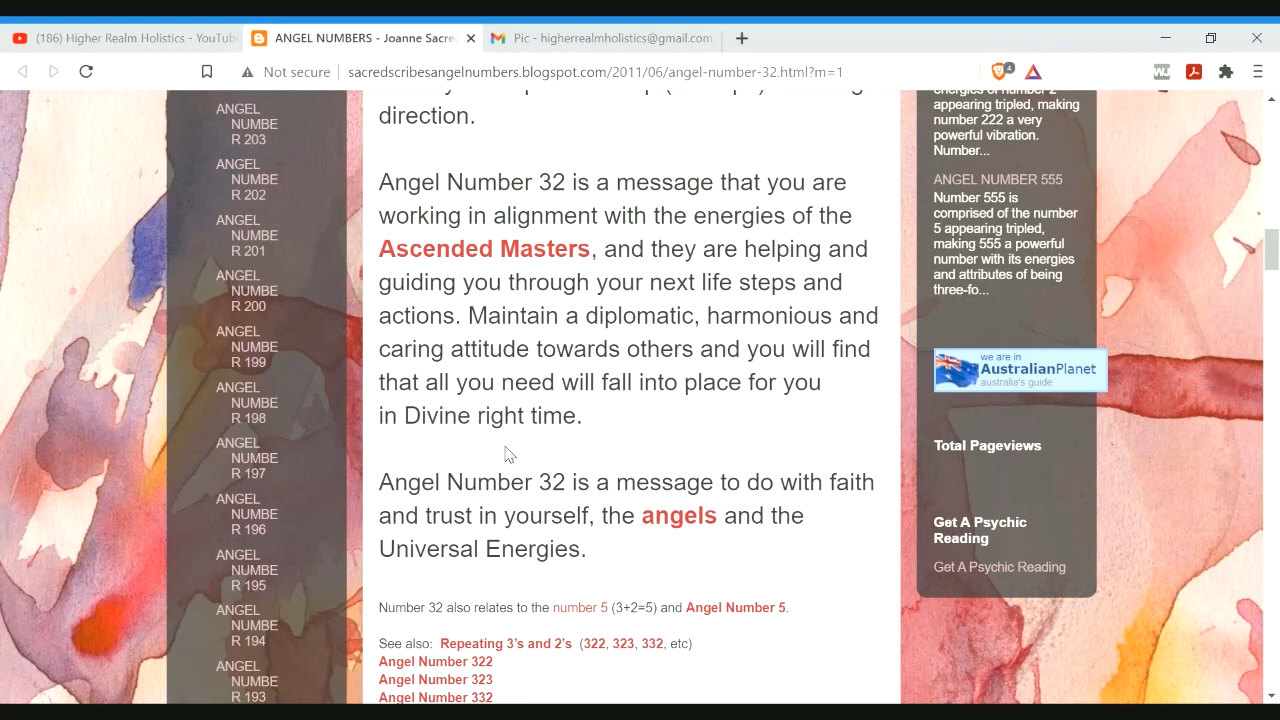 (186) Higher Realm Holistics - YouTub
ANGEL NUMBERS - Joanne Sacre
Pic - higherrealmholistics@gmail.com
Not secure
sacredscribesangelnumbers.blogspot.com/2011/06/angel-number-32.html?m=1
4
ANGEL
NUMBE
R 203
ANGEL
NUMBE
R 202
ANGEL
NUMBE
R 201
ANGEL
NUMBE
R 200
ANGEL
NUMBE
R 199
ANGEL
NUMBE
R 198
ANGEL
NUMBE
R 197
ANGEL
NUMBE
R 196
ANGEL
NUMBE
R 195
ANGEL
NUMBE
R 194
ANGEL
NUMBE
R 193
direction.
Angel Number 32 is a message that you are
working in alignment with the energies of the
Ascended Masters, and they are helping and
guiding you through your next life steps and
actions. Maintain a diplomatic, harmonious and
caring attitude towards others and you will find
that all you need will fall into place for you
in Divine right time.
Angel Number 32 is a message to do with faith
and trust in yourself, the angels and the
Universal Energies.
Number 32 also relates to the number 5 (3+2=5) and Angel Number 5.
See also: Repeating 3's and 2's (322, 323, 332, etc)
Angel Number 322
Angel Number 323
Angel Number 332
energies of number 2
appearing tripled, making
number 222 a very
powerful vibration.
Number...
ANGEL NUMBER 555
Number 555 is
comprised of the number
5 appearing tripled,
making 555 a powerful
number with its energies
and attributes of being
three-fo...
we are in
AustralianPlanet
australia's guide
Total Pageviews
Get A Psychic
Reading
Get A Psychic Reading